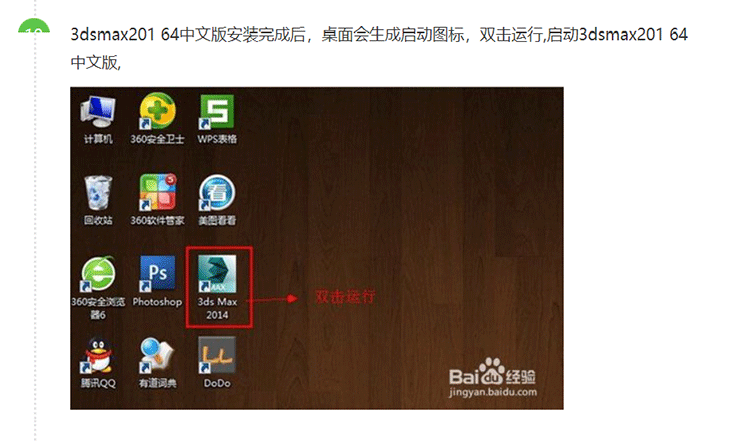 3dsmax201 64中文版安装完成后，桌面会生成启动图标，双击运行,启动3dsmax201 64
中文版,
计算机
360安全卫士
WPS表格
回收站
5
360软件管家
看
美图看看
Ps
MAX
360安全浏览
器6
Photoshop
3ds Max
2014
双击运行
腾讯QQ
有道词典
DoDo
Bai du 经验
jingyan.baidu.com